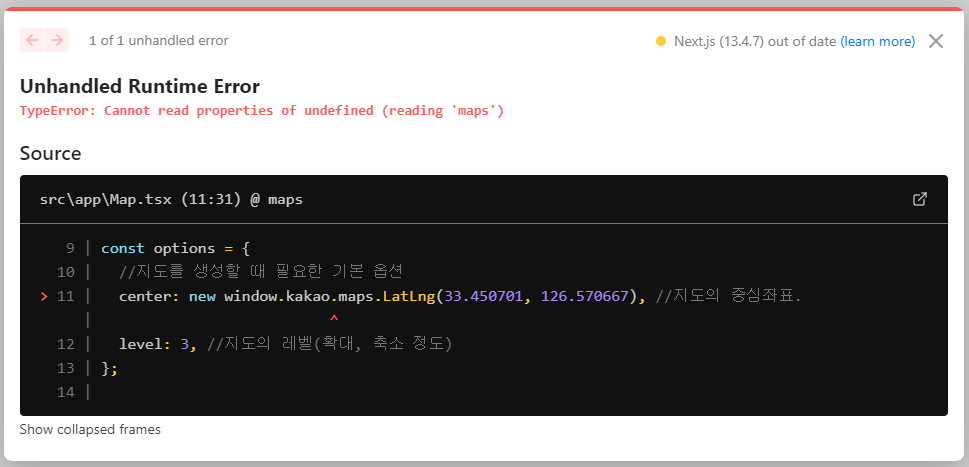 1 of 1 unhandled error
Next.js (13.4.7) out of date (learn more)
Unhandled Runtime Error
TypeError: Cannot read properties of undefined (reading 'maps')
Source
src\app\Map.tsx (11:31) @ maps
9 | const options = {
10 |   //지도를 생성할 때 필요한 기본 옵션
> 11 |   center: new window.kakao.maps.LatLng(33.450701, 126.570667), //지도의 중심좌표.
|                           ^
12 |   level: 3, //지도의 레벨(확대, 축소 정도)
13 | };
14 |
Show collapsed frames